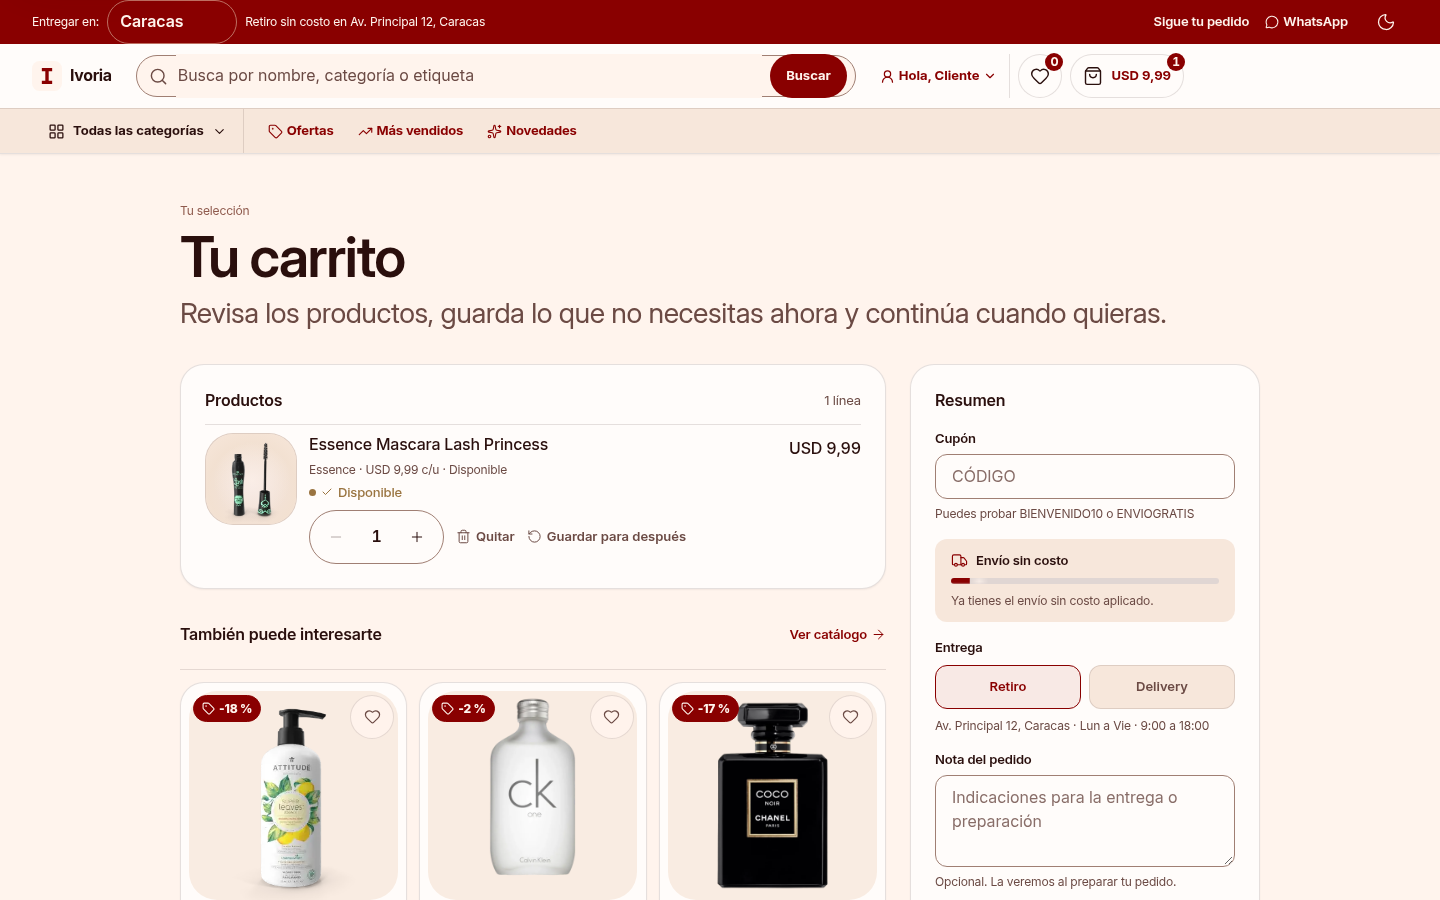 Entregar en:
Caracas
Retiro sin costo en Av. Principal 12, Caracas
Sigue tu pedido
WhatsApp
I
Ivoria
Busca por nombre, categoría o etiqueta
Buscar
Hola, Cliente
0
USD 9,99
1
Todas las categorías
Ofertas
Más vendidos
Novedades
Tu selección
Tu carrito
Revisa los productos, guarda lo que no necesitas ahora y continúa cuando quieras.
Productos
1 línea
Essence Mascara Lash Princess
USD 9,99
Essence · USD 9,99 c/u · Disponible
Disponible
1
Quitar
Guardar para después
También puede interesarte
Ver catálogo
-18 %
ATTITUDE
leaves
-2 %
ck
one
Calvin Klein
-17 %
COCO
NOIR
CHANEL
PARIS
Resumen
Cupón
CÓDIGO
Puedes probar BIENVENIDO10 o ENVIOGRATIS
Envío sin costo
Ya tienes el envío sin costo aplicado.
Entrega
Retiro
Delivery
Av. Principal 12, Caracas · Lun a Vie · 9:00 a 18:00
Nota del pedido
Indicaciones para la entrega o
preparación
Opcional. La veremos al preparar tu pedido.